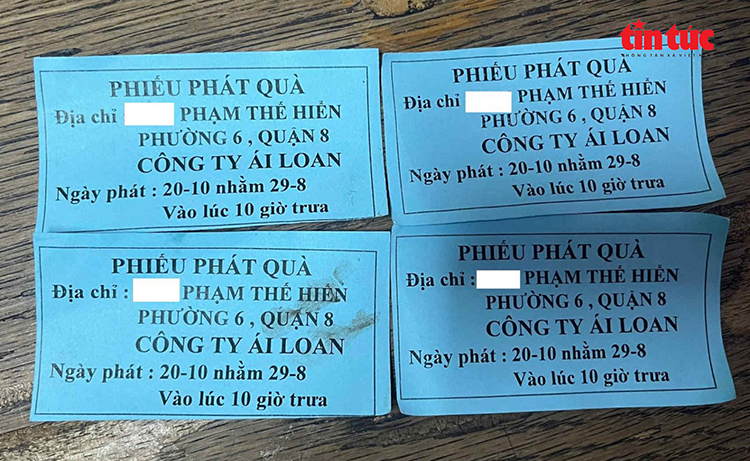 tin tức
THÔNG TẤN XÃ VIỆT NAM
PHIẾU PHÁT QUÀ
Địa chỉ PHẠM THẾ HIỂN
PHƯỜNG 6 , QUẬN 8
CÔNG TY ÁI LOAN
Ngày phát : 20-10 nhằm 29-8
Vào lúc 10 giờ trưa
PHIẾU PHÁT QUÀ
Địa chỉ PHẠM THẾ HIỂN
PHƯỜNG 6 , QUẬN 8
CÔNG TY ÁI LOAN
Ngày phát : 20-10 nhằm 29-8
Vào lúc 10 giờ trưa
PHIẾU PHÁT QUÀ
Địa chỉ : PHẠM THẾ HIỂN
PHƯỜNG 6 , QUẬN 8
CÔNG TY ÁI LOAN
Ngày phát : 20-10 nhằm 29-8
Vào lúc 10 giờ trưa
PHIẾU PHÁT QUÀ
Địa chỉ : PHẠM THẾ HIỂN
PHƯỜNG 6 , QUẬN 8
CÔNG TY ÁI LOAN
Ngày phát : 20-10 nhằm 29-8
Vào lúc 10 giờ trưa